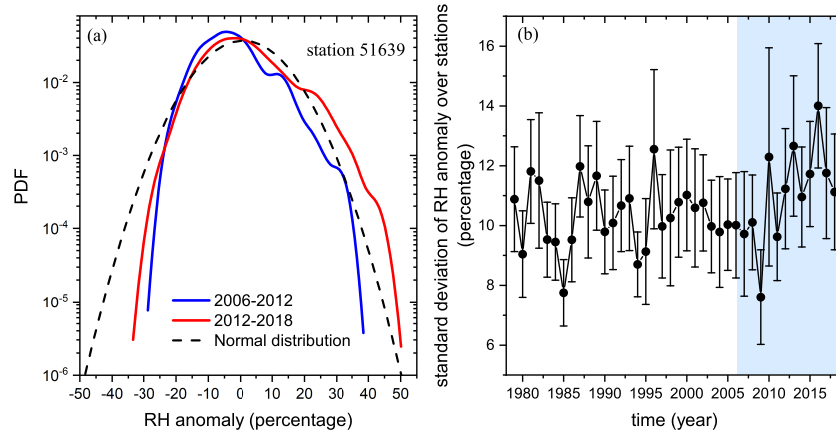 (a)
station 51639
PDF
10⁻²
10⁻³
10⁻⁴
10⁻⁵
10⁻⁶
2006-2012
2012-2018
Normal distribution
-50 -40 -30 -20 -10 0 10 20 30 40 50
RH anomaly (percentage)
(b)
standard deviation of RH anomaly over stations
(percentage)
16
14
12
10
8
6
1980 1985 1990 1995 2000 2005 2010 2015
time (year)